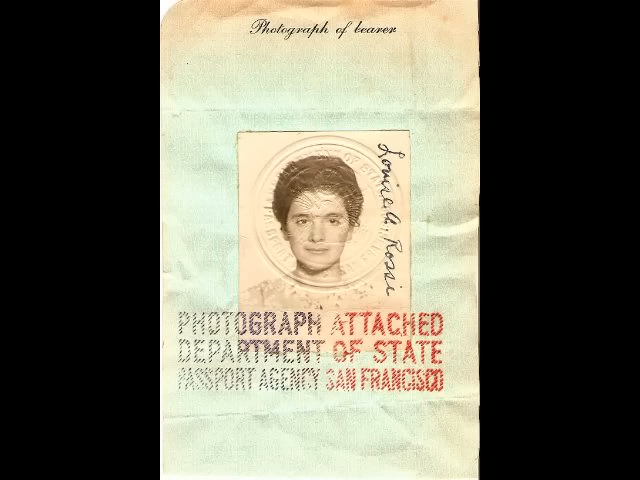 Photograph of bearer
Louise A. Rossi
PHOTOGRAPH ATTACHED
DEPARTMENT OF STATE
PASSPORT AGENCY SAN FRANCISCO